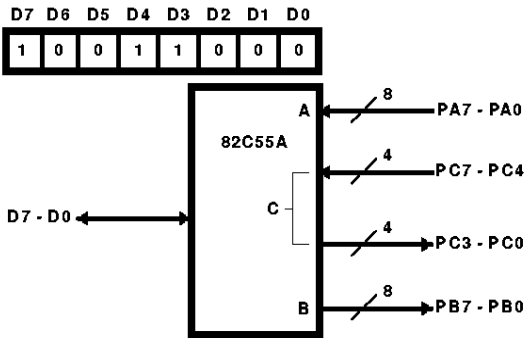 D7 D6 D5 D4 D3 D2 D1 D0
1 0 0 1 1 0 0 0
A 8 PA7 - PA0
82C55A
4 PC7 - PC4
C
D7 - D0
4 PC3 - PC0
B 8 PB7 - PB0